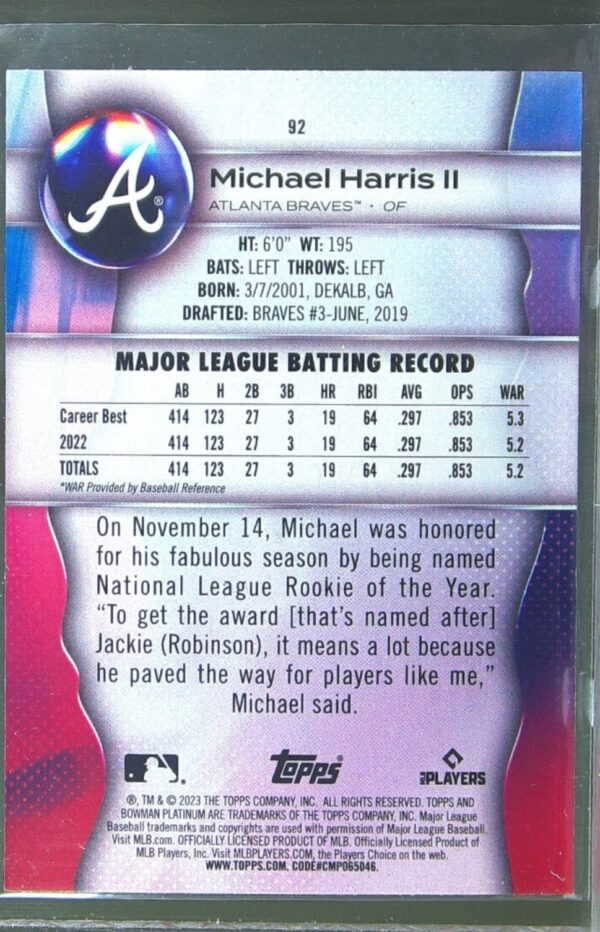 92
A®
Michael Harris II
ATLANTA BRAVES™ · OF
HT: 6'0" WT: 195
BATS: LEFT THROWS: LEFT
BORN: 3/7/2001, DEKALB, GA
DRAFTED: BRAVES #3-JUNE, 2019
MAJOR LEAGUE BATTING RECORD
AB H 2B 3B HR RBI AVG OPS WAR
Career Best 414 123 27 3 19 64 .297 .853 5.3
2022 414 123 27 3 19 64 .297 .853 5.2
TOTALS 414 123 27 3 19 64 .297 .853 5.2
*WAR Provided by Baseball Reference
On November 14, Michael was honored
for his fabulous season by being named
National League Rookie of the Year.
“To get the award [that’s named after]
Jackie (Robinson), it means a lot because
he paved the way for players like me,”
Michael said.
topps MLB PLAYERS
®, TM & © 2023 THE TOPPS COMPANY, INC. ALL RIGHTS RESERVED. TOPPS AND
BOWMAN PLATINUM ARE TRADEMARKS OF THE TOPPS COMPANY, INC. Major League
Baseball trademarks and copyrights are used with permission of Major League Baseball.
Visit MLB.com. OFFICIALLY LICENSED PRODUCT OF MLB. Officially Licensed Product of
MLB Players, Inc. Visit MLBPLAYERS.COM, the Players Choice on the web.
WWW.TOPPS.COM. CODE#CMP065046.